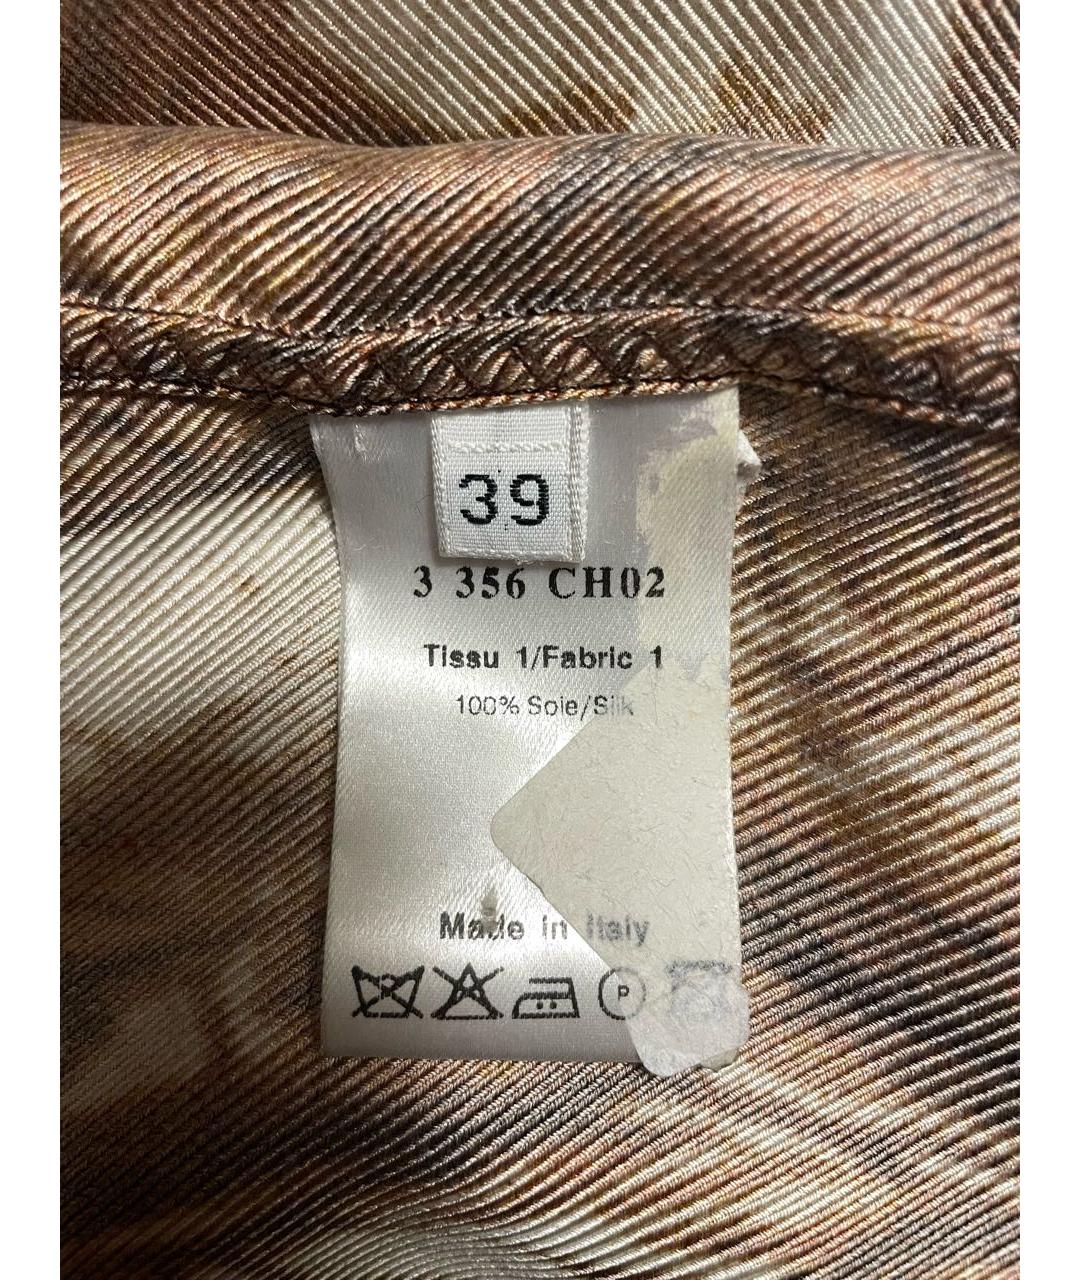 39
3 356 CH02
Tissu 1/Fabric 1
100% Soie/Silk
Made in Italy
P